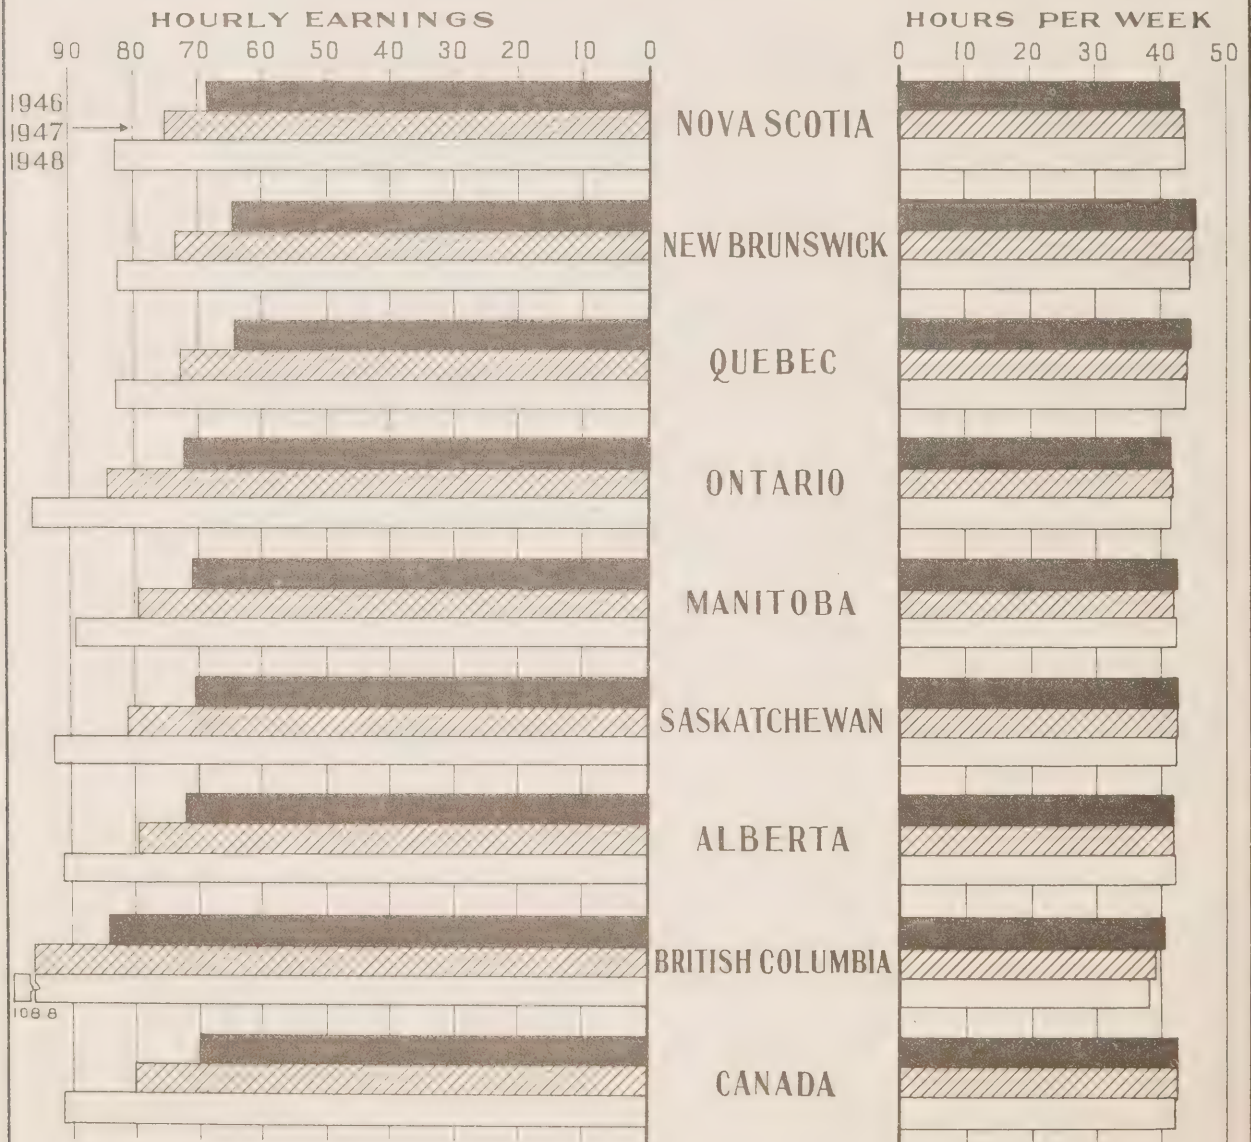 HOURLY EARNINGS HOURS PER WEEK
90 80 70 60 50 40 30 20 10 0 0 10 20 30 40 50
1946
1947
1948
NOVA SCOTIA
NEW BRUNSWICK
QUEBEC
ONTARIO
MANITOBA
SASKATCHEWAN
ALBERTA
BRITISH COLUMBIA
108.8
CANADA